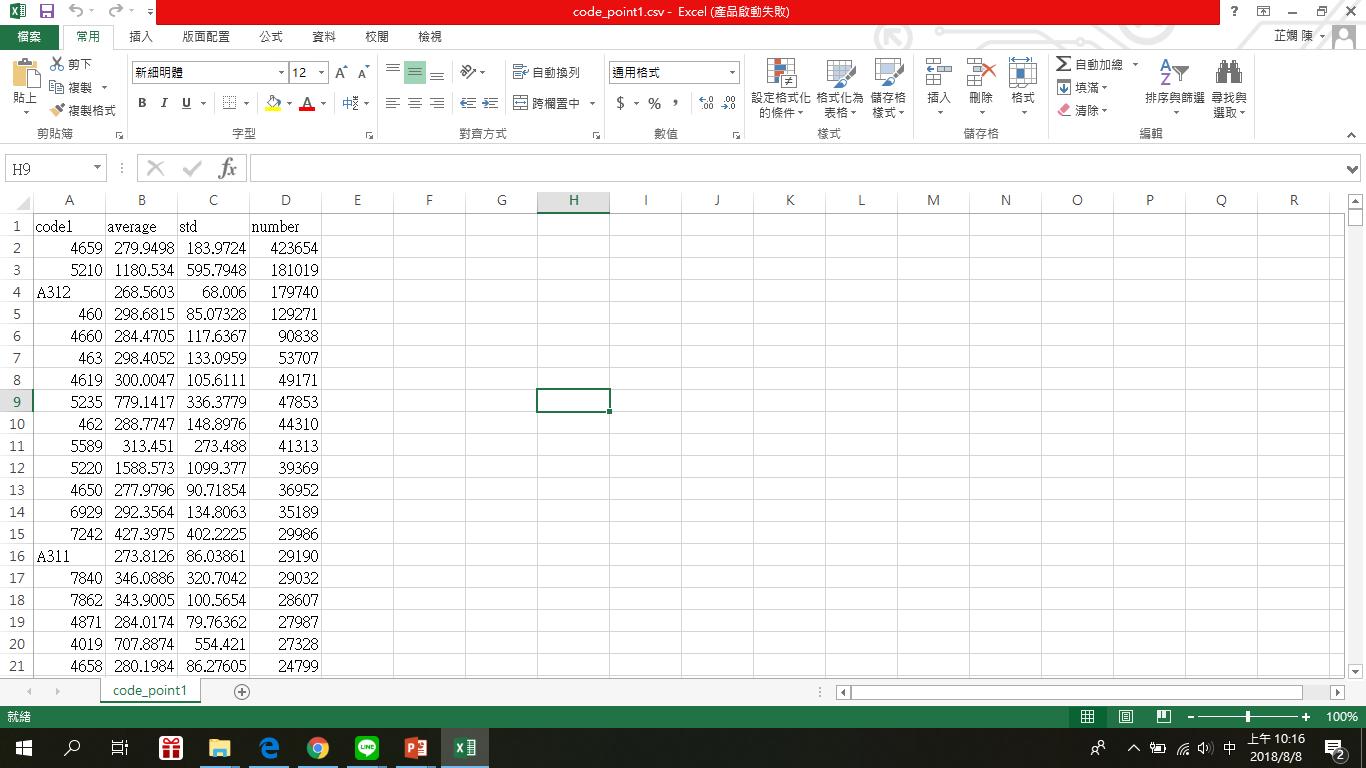 code_point1.csv - Excel (產品啟動失敗)
檔案 常用 插入 版面配置 公式 資料 校閱 檢視
剪下
複製
複製格式
貼上
剪貼簿
新細明體 12
B I U
字型
自動換列
跨欄置中
對齊方式
通用格式
$ % ,
數值
設定格式化的條件
格式化為表格
儲存格樣式
樣式
插入 刪除 格式
儲存格
自動加總
填滿
清除
排序與篩選
尋找與選取
編輯
H9 fx
A B C D E F G H I J K L M N O P Q R
1 code1 average std number
2 4659 279.9498 183.9724 423654
3 5210 1180.534 595.7948 181019
4 A312 268.5603 68.006 179740
5 460 298.6815 85.07328 129271
6 4660 284.4705 117.6367 90838
7 463 298.4052 133.0959 53707
8 4619 300.0047 105.6111 49171
9 5235 779.1417 336.3779 47853
10 462 288.7747 148.8976 44310
11 5589 313.451 273.488 41313
12 5220 1588.573 1099.377 39369
13 4650 277.9796 90.71854 36952
14 6929 292.3564 134.8063 35189
15 7242 427.3975 402.2225 29986
16 A311 273.8126 86.03861 29190
17 7840 346.0886 320.7042 29032
18 7862 343.9005 100.5654 28607
19 4871 284.0174 79.76362 27987
20 4019 707.8874 554.421 27328
21 4658 280.1984 86.27605 24799
code_point1
就緒 100%
LINE
中
上午 10:16
2018/8/8
2